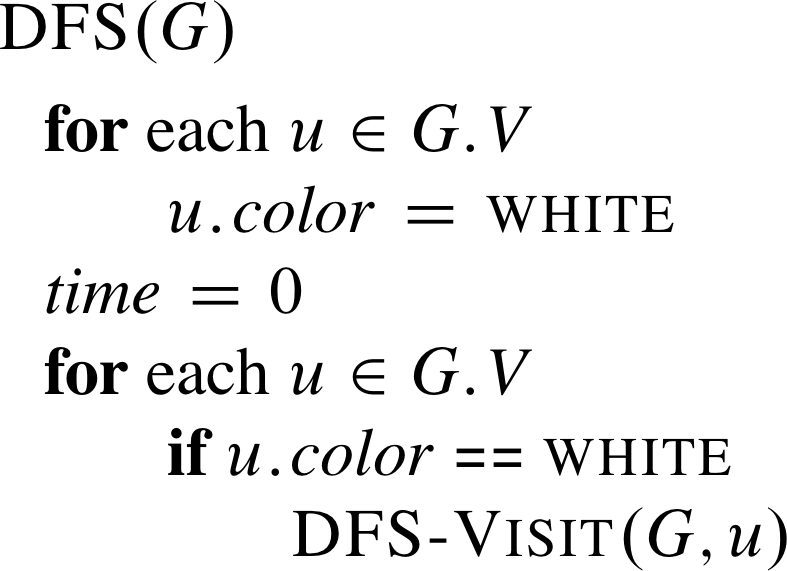 DFS(G)
for each u ∈ G.V
u.color = WHITE
time = 0
for each u ∈ G.V
if u.color == WHITE
DFS-VISIT(G, u)